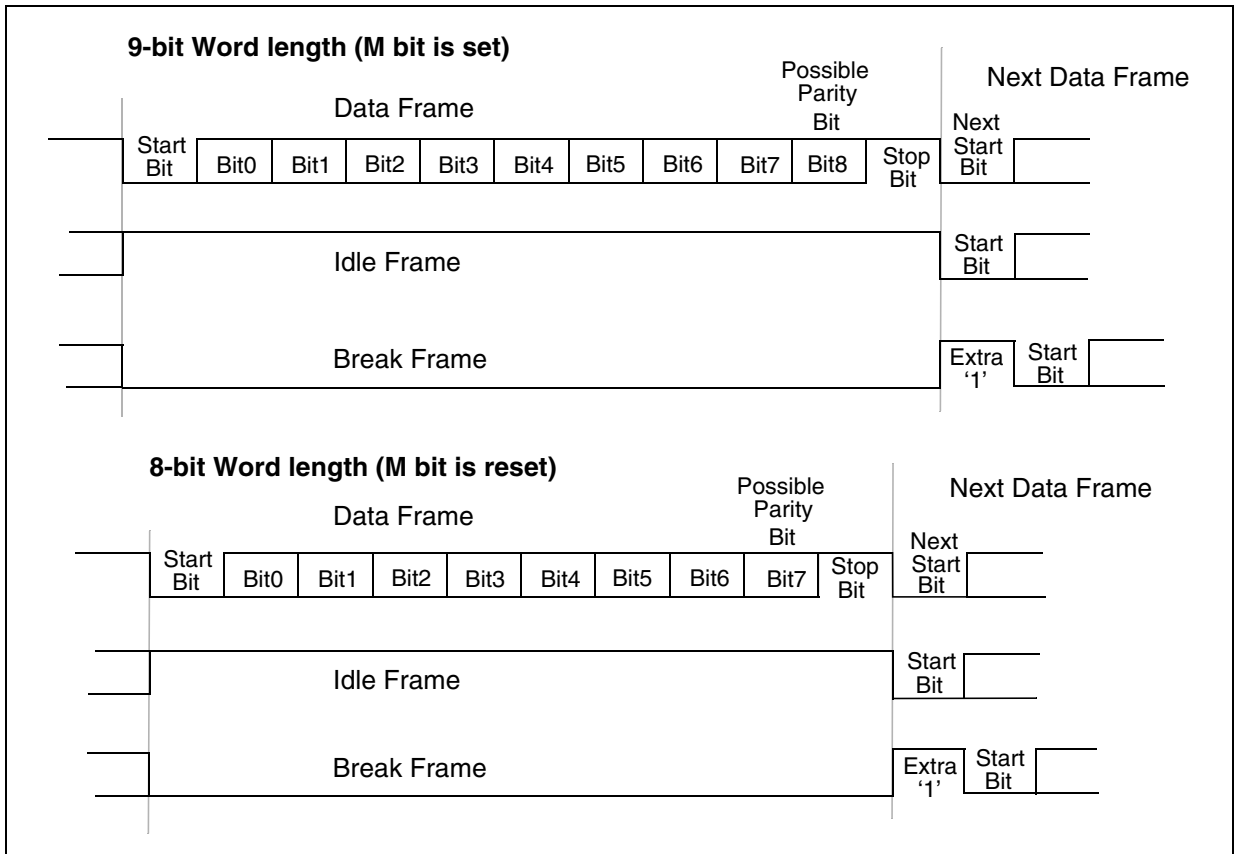 9-bit Word length (M bit is set)
Possible
Parity
Bit
Next Data Frame
Data Frame
Next
Start
Bit
Start
Bit
Bit0
Bit1
Bit2
Bit3
Bit4
Bit5
Bit6
Bit7
Bit8
Stop
Bit
Idle Frame
Start
Bit
Break Frame
Extra
‘1’
Start
Bit
8-bit Word length (M bit is reset)
Possible
Parity
Bit
Next Data Frame
Data Frame
Next
Start
Bit
Start
Bit
Bit0
Bit1
Bit2
Bit3
Bit4
Bit5
Bit6
Bit7
Stop
Bit
Idle Frame
Start
Bit
Break Frame
Extra
‘1’
Start
Bit